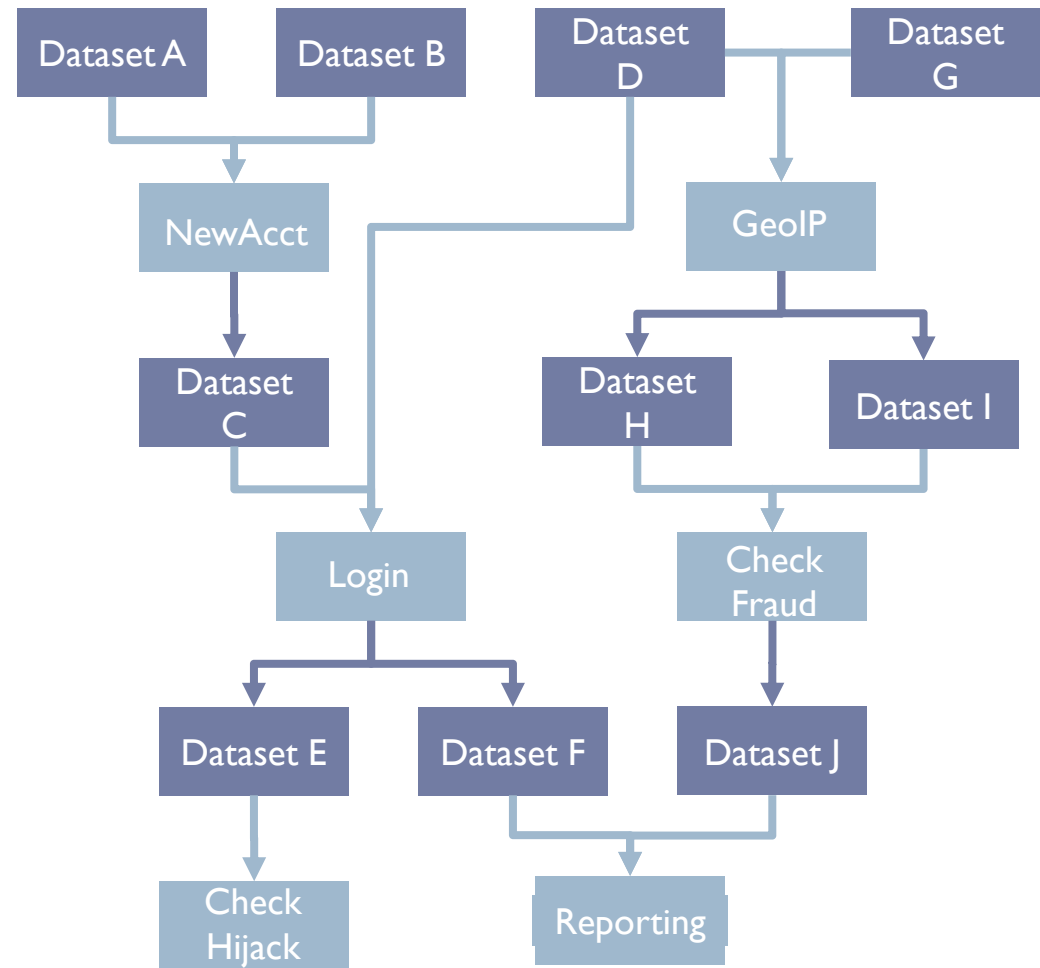 Dataset A
Dataset B
Dataset
D
Dataset
G
NewAcct
GeoIP
Dataset
C
Dataset
H
Dataset I
Login
Check
Fraud
Dataset E
Dataset F
Dataset J
Check
Hijack
Reporting